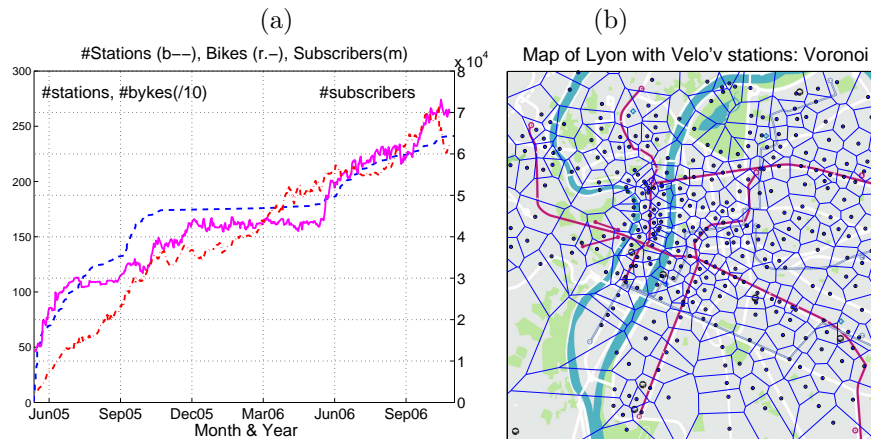 (a)
(b)
#Stations (b−−), Bikes (r.−), Subscribers(m)
x 10^4
#stations, #bykes(/10)
#subscribers
300
250
200
150
100
50
0
8
7
6
5
4
3
2
1
0
Jun05 Sep05 Dec05 Mar06 Jun06 Sep06
Month & Year
Map of Lyon with Velo'v stations: Voronoi